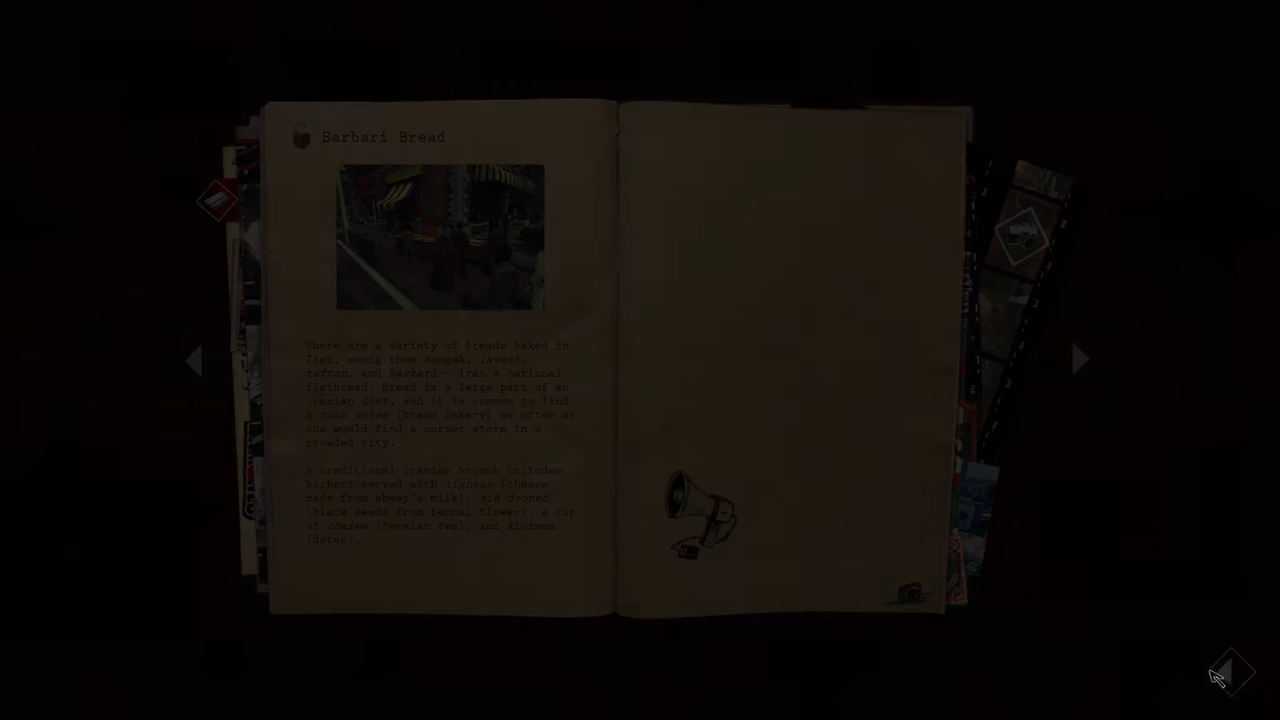 Barbari Bread
There are a variety of breads baked in
Iran, among them sangak, lavash,
taftan, and barbari— Iran's national
flatbread. Bread is a large part of an
Iranian diet, and it is common to find
a noon valee (bread bakery) as often as
one would find a corner store in a
crowded city.
A traditional Iranian brunch includes
barbari served with lighvan (cheese
made from sheep's milk), siā dooneh
(black seeds from fennel flower), a cup
of chaiee (Persian tea), and khormaa
(dates).